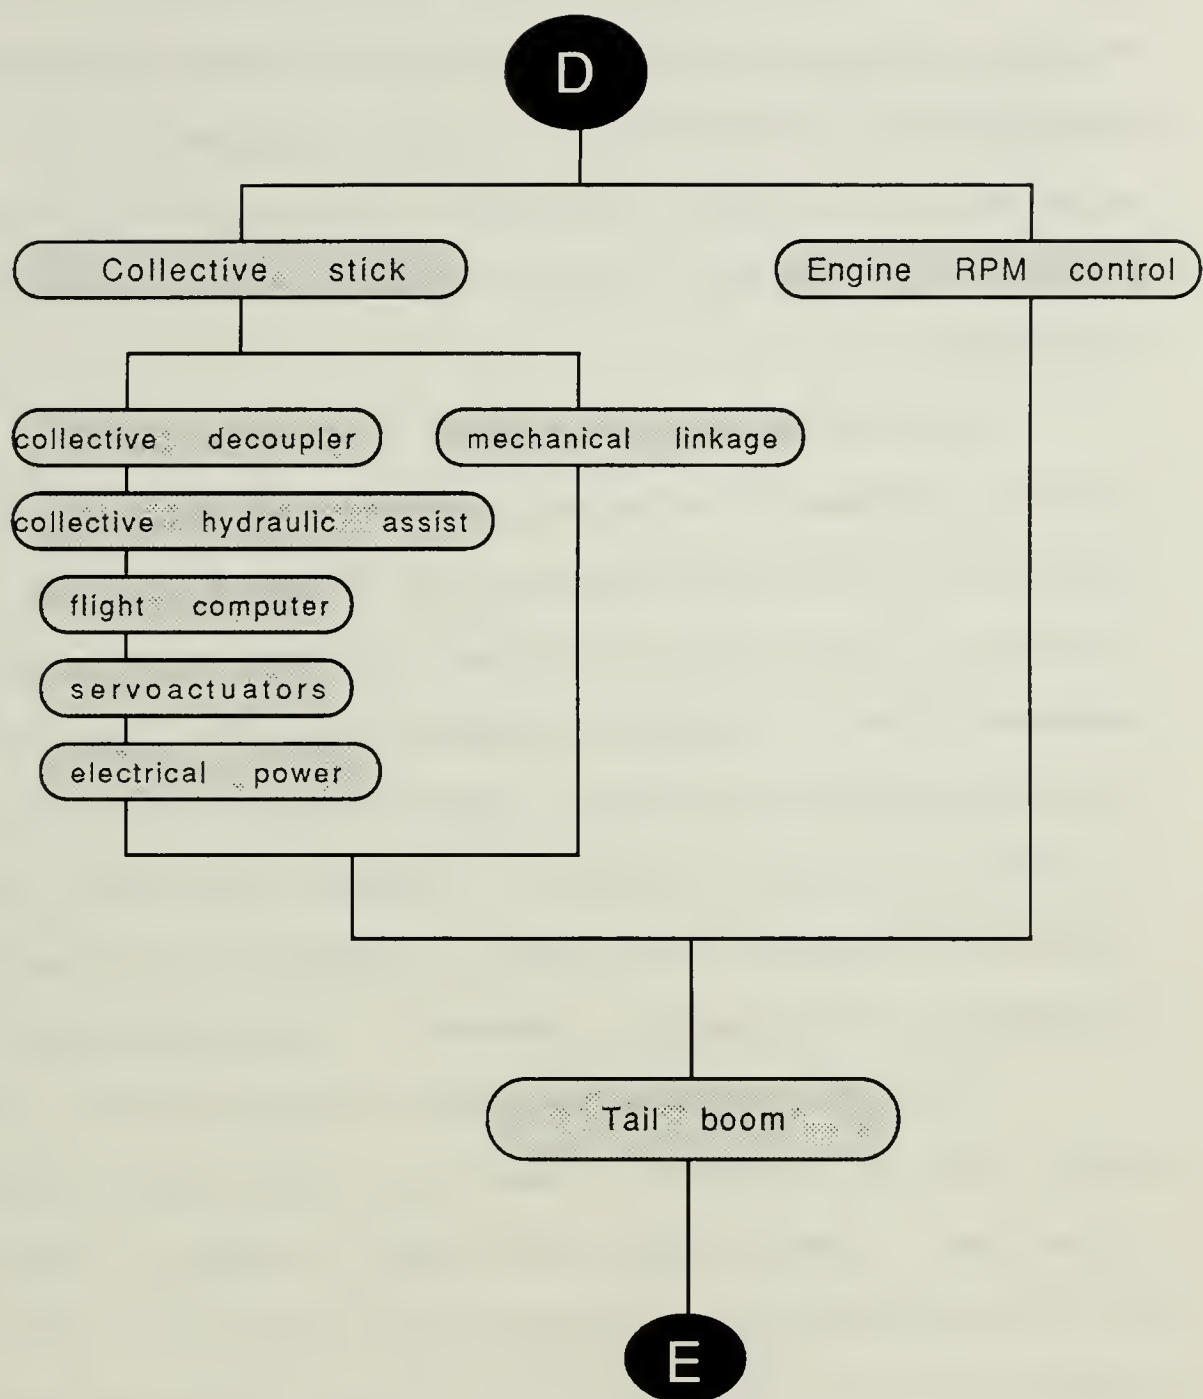 D
Collective stick
Engine RPM control
collective decoupler
mechanical linkage
collective hydraulic assist
flight computer
servoactuators
electrical power
Tail boom
E